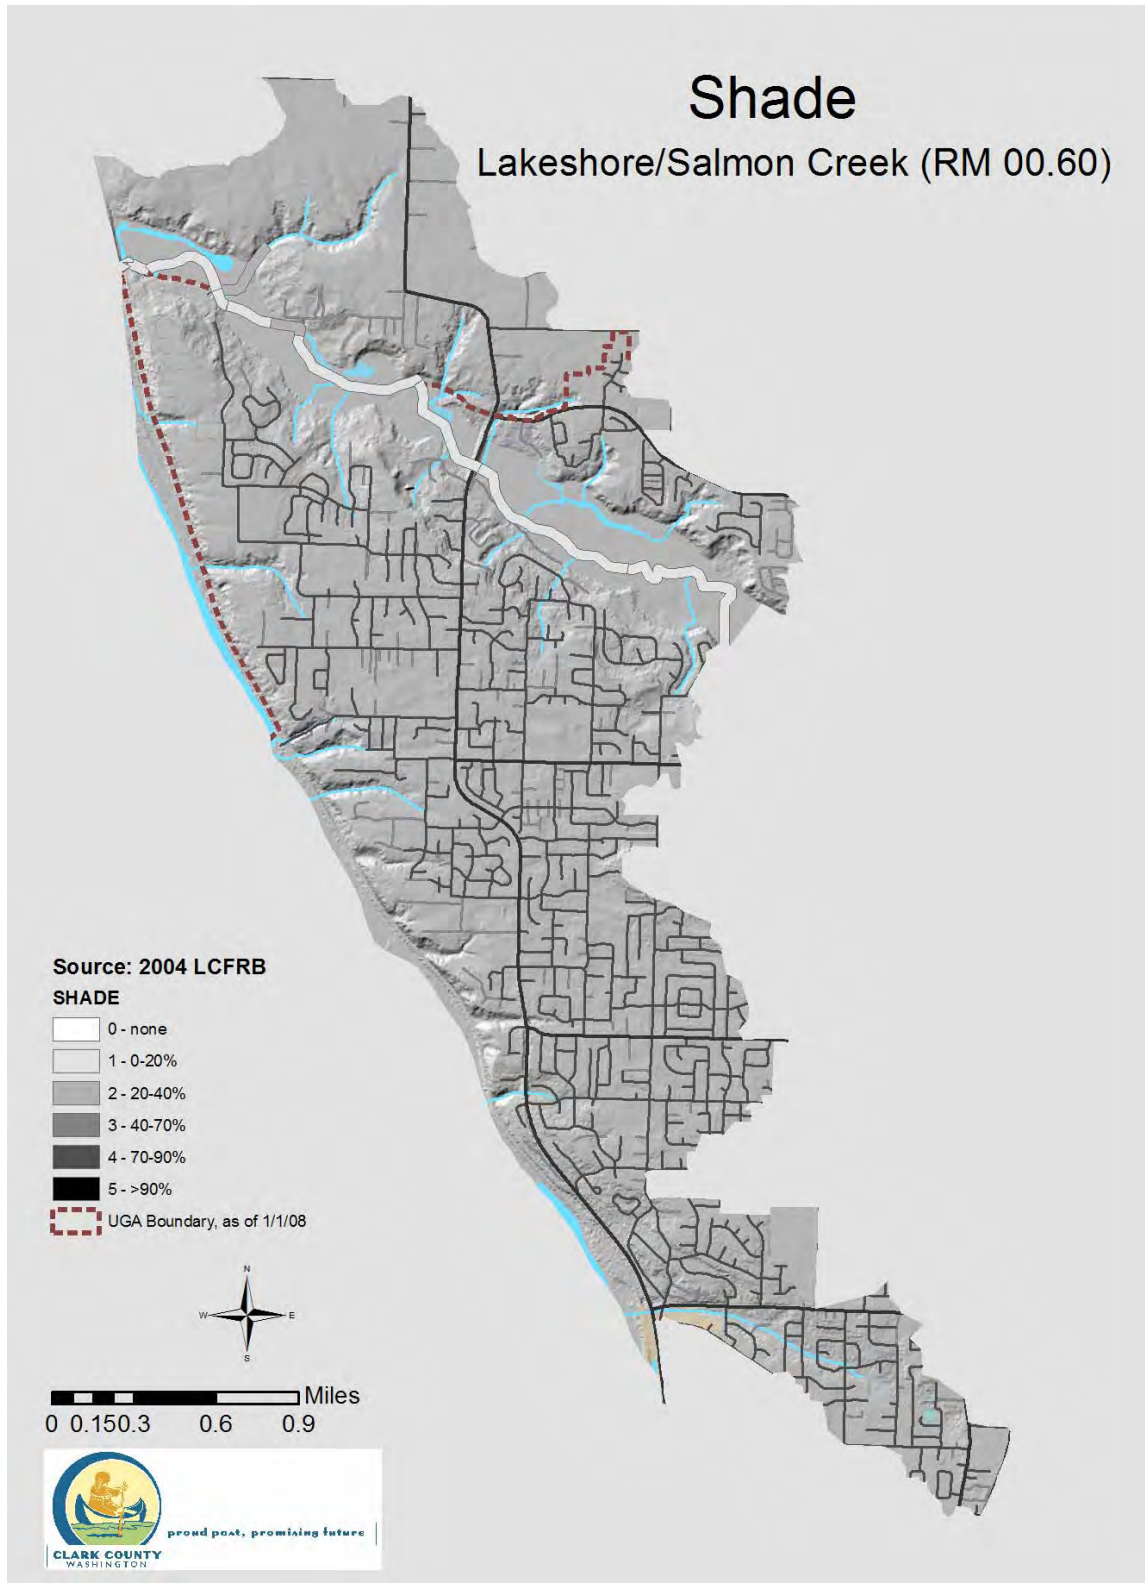 Shade
Lakeshore/Salmon Creek (RM 00.60)
Source: 2004 LCFRB
SHADE
0 - none
1 - 0-20%
2 - 20-40%
3 - 40-70%
4 - 70-90%
5 - >90%
UGA Boundary, as of 1/1/08
N
W E
S
Miles
0 0.15 0.3 0.6 0.9
proud past, promising future
CLARK COUNTY
WASHINGTON